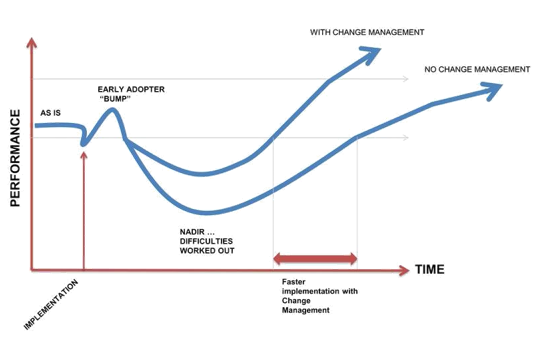 WITH CHANGE MANAGEMENT
NO CHANGE MANAGEMENT
EARLY ADOPTER
“BUMP”
AS IS
PERFORMANCE
NADIR ...
DIFFICULTIES
WORKED OUT
TIME
IMPLEMENTATION
Faster
implementation with
Change
Management